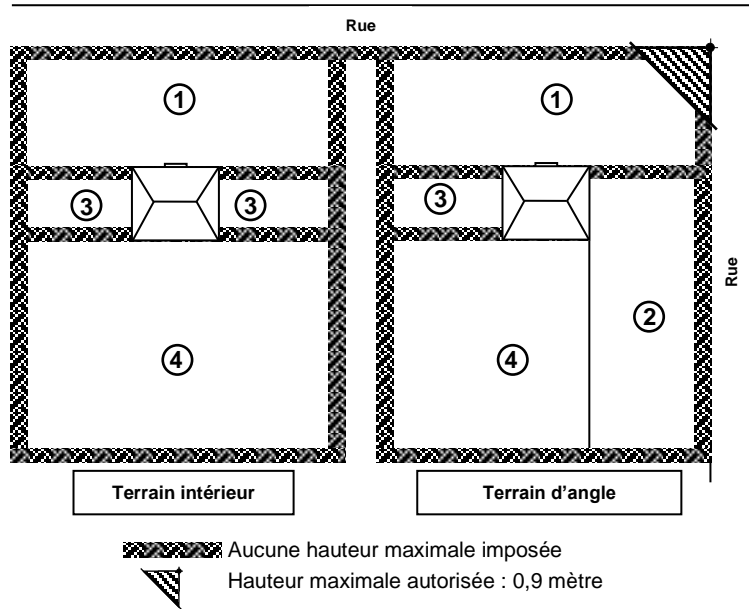 Rue
① ①
③ ③ ③
Rue
②
④ ④
Terrain intérieur Terrain d'angle
Aucune hauteur maximale imposée
Hauteur maximale autorisée : 0,9 mètre